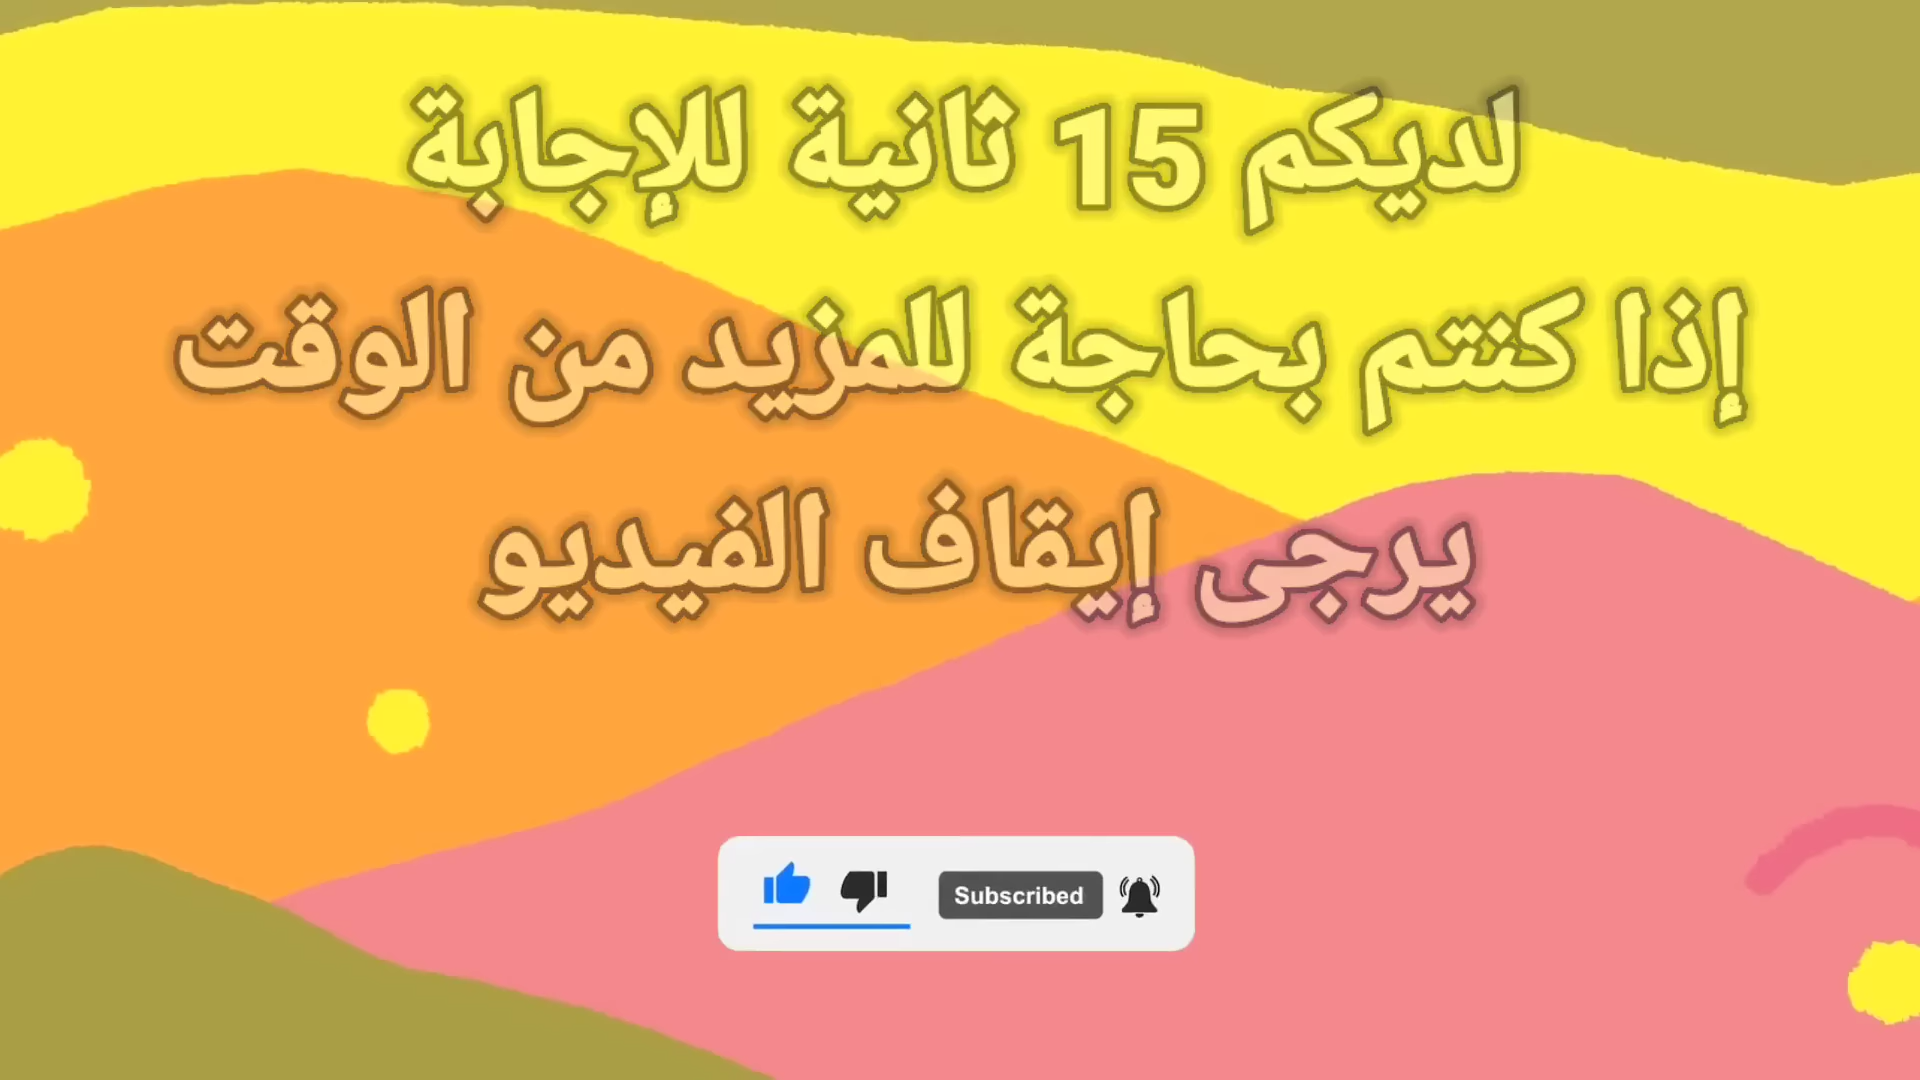 لديكم 15 ثانية للإجابة
إذا كنتم بحاجة للمزيد من الوقت
يرجى إيقاف الفيديو
Subscribed